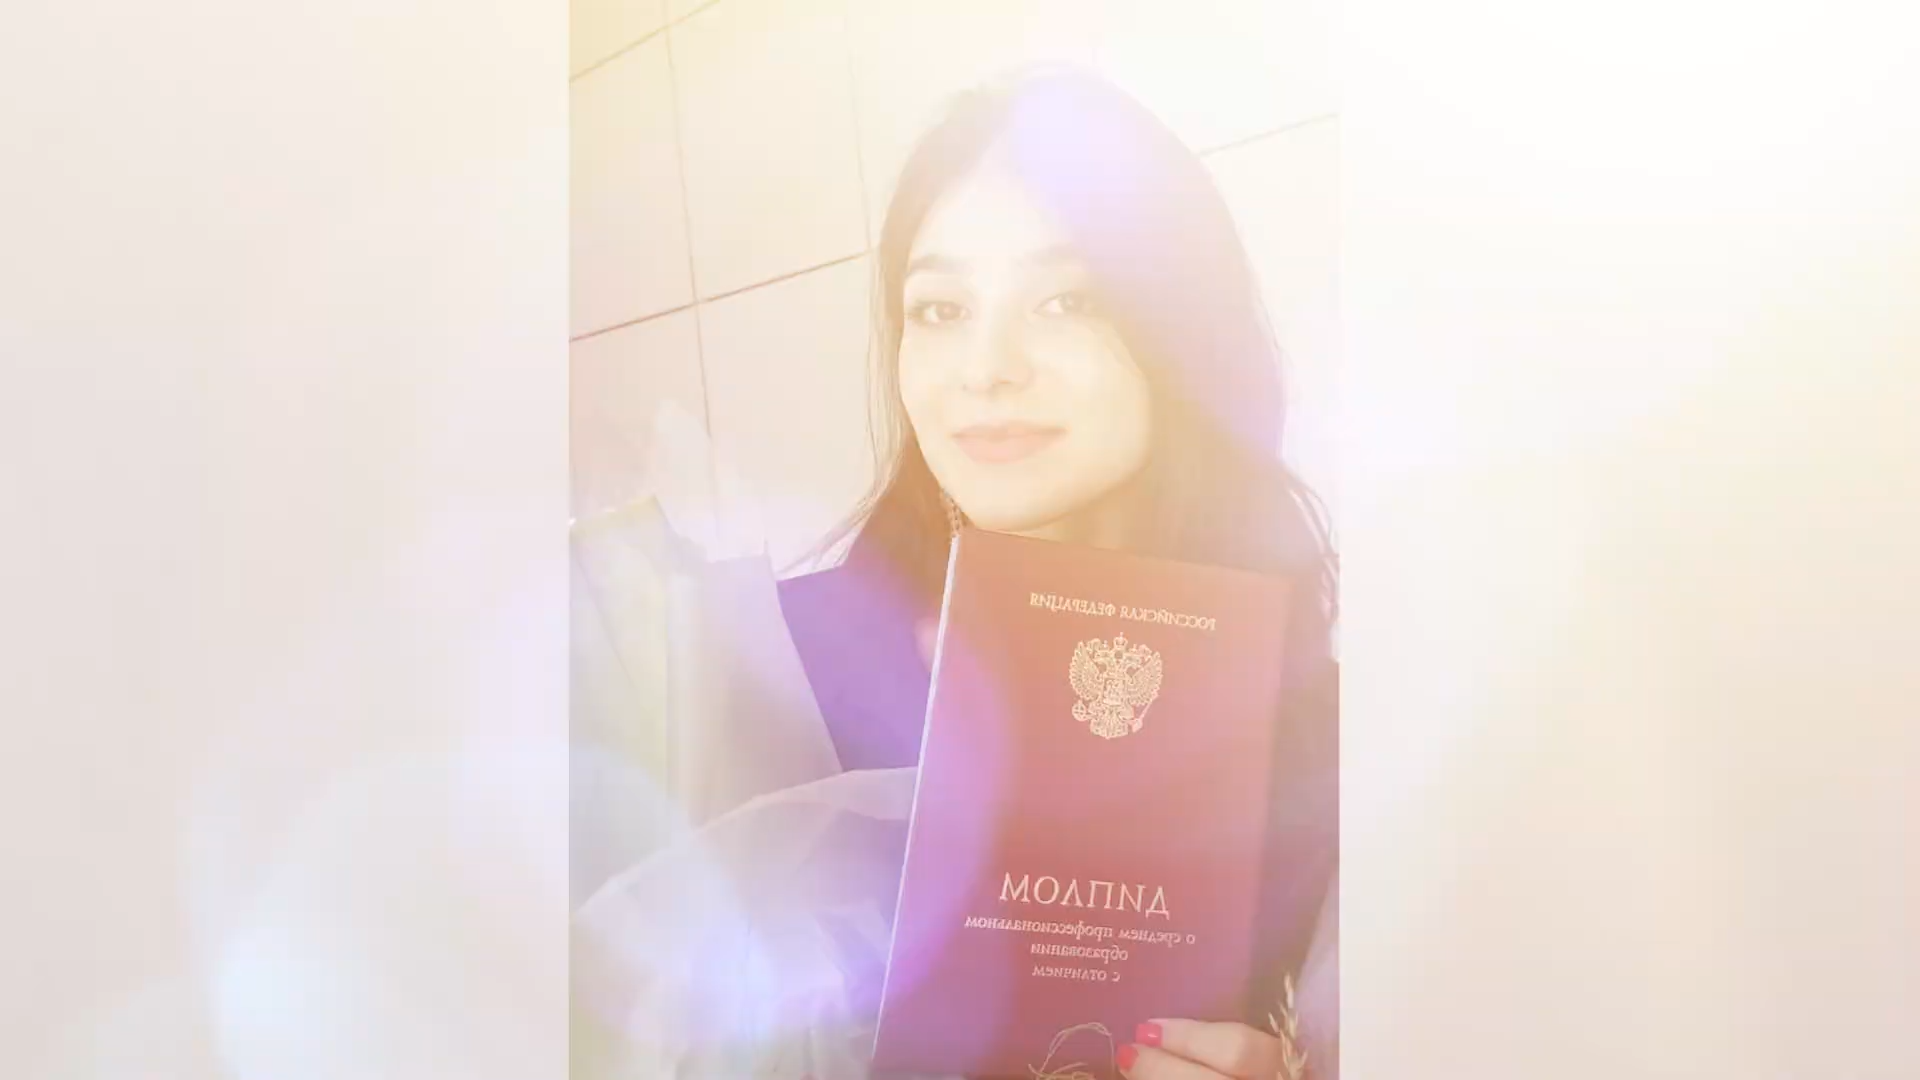 РОССИЙСКАЯ ФЕДЕРАЦИЯ
ДИПЛОМ
о среднем профессиональном
образовании
с отличием